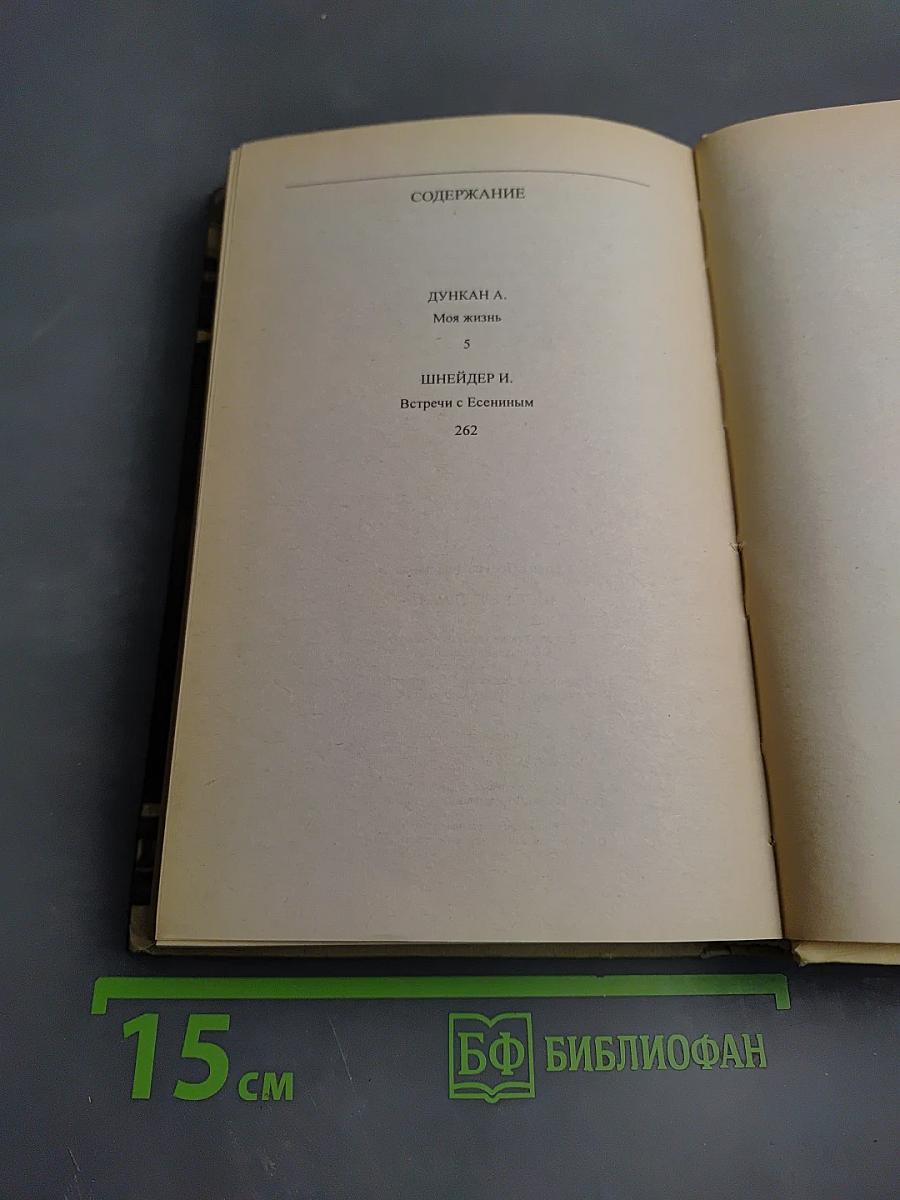 СОДЕРЖАНИЕ
ДУНКАН А.
Моя жизнь
5
ШНЕЙДЕР И.
Встречи с Есениным
262
15 см
БФ БИБЛИОФАН